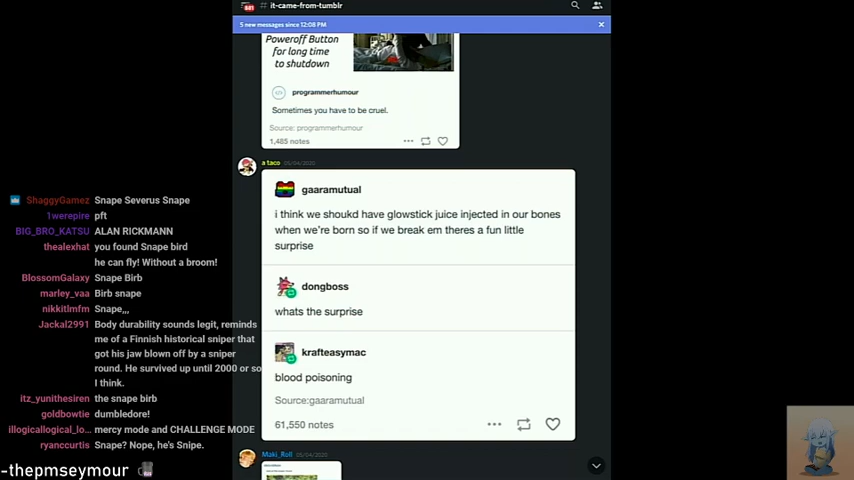 841 # it-came-from-tumblr
5 new messages since 12:08 PM
Poweroff Button
for long time
to shutdown
programmerhumour
Sometimes you have to be cruel.
Source: programmerhumour
1,485 notes
a taco 05/04/2020
gaaramutual
i think we shoukd have glowstick juice injected in our bones
when we're born so if we break em theres a fun little
surprise
dongboss
whats the surprise
krafteasymac
blood poisoning
Source:gaaramutual
61,550 notes
Maki_Roll 05/04/2020
ShaggyGamez Snape Severus Snape
1werepire pft
BIG_BRO_KATSU ALAN RICKMANN
thealexhat you found Snape bird
he can fly! Without a broom!
BlossomGalaxy Snape Birb
marley_vaa Birb snape
nikkitlmfm Snape,,,
Jackal2991 Body durability sounds legit, reminds
me of a Finnish historical sniper that
got his jaw blown off by a sniper
round. He survived up until 2000 or so
I think.
itz_yunithesiren the snape birb
goldbowtie dumbledore!
illogicallogical_lo... mercy mode and CHALLENGE MODE
ryanccurtis Snape? Nope, he's Snipe.
-thepmseymour